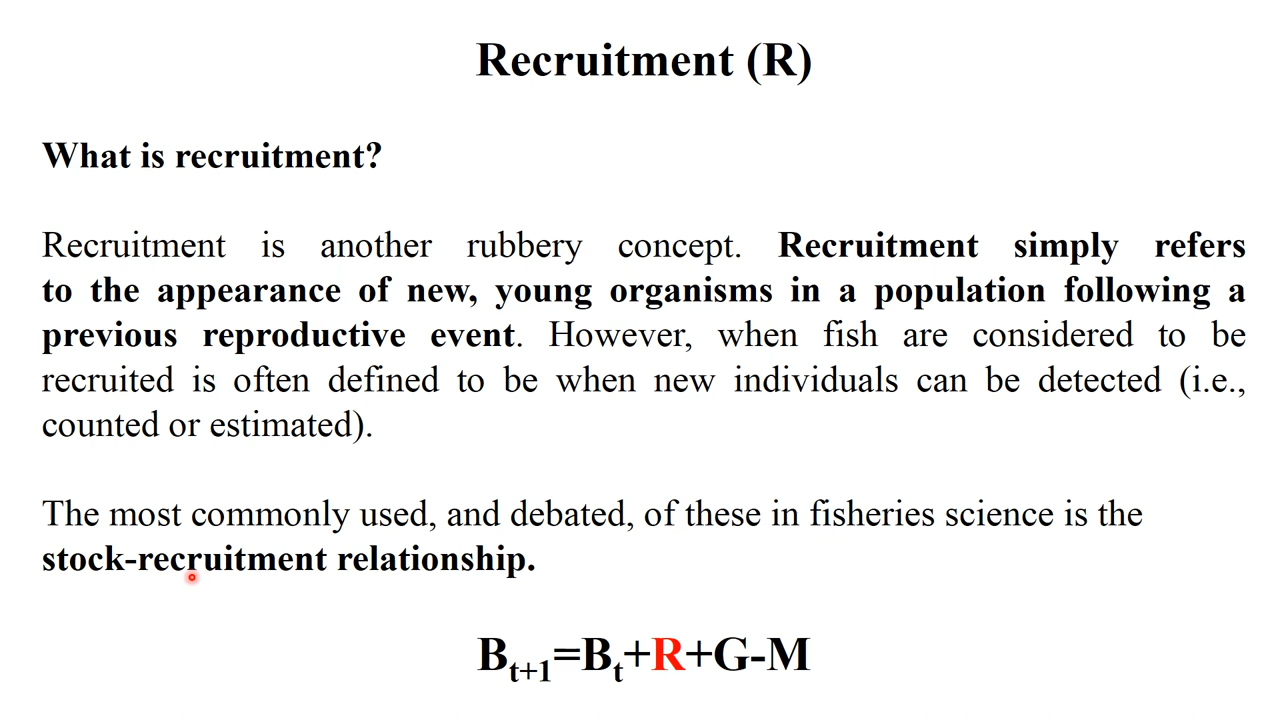 Recruitment (R)
What is recruitment?
Recruitment is another rubbery concept. Recruitment simply refers
to the appearance of new, young organisms in a population following a
previous reproductive event. However, when fish are considered to be
recruited is often defined to be when new individuals can be detected (i.e.,
counted or estimated).
The most commonly used, and debated, of these in fisheries science is the
stock-recruitment relationship.
Bt+1=Bt+R+G-M